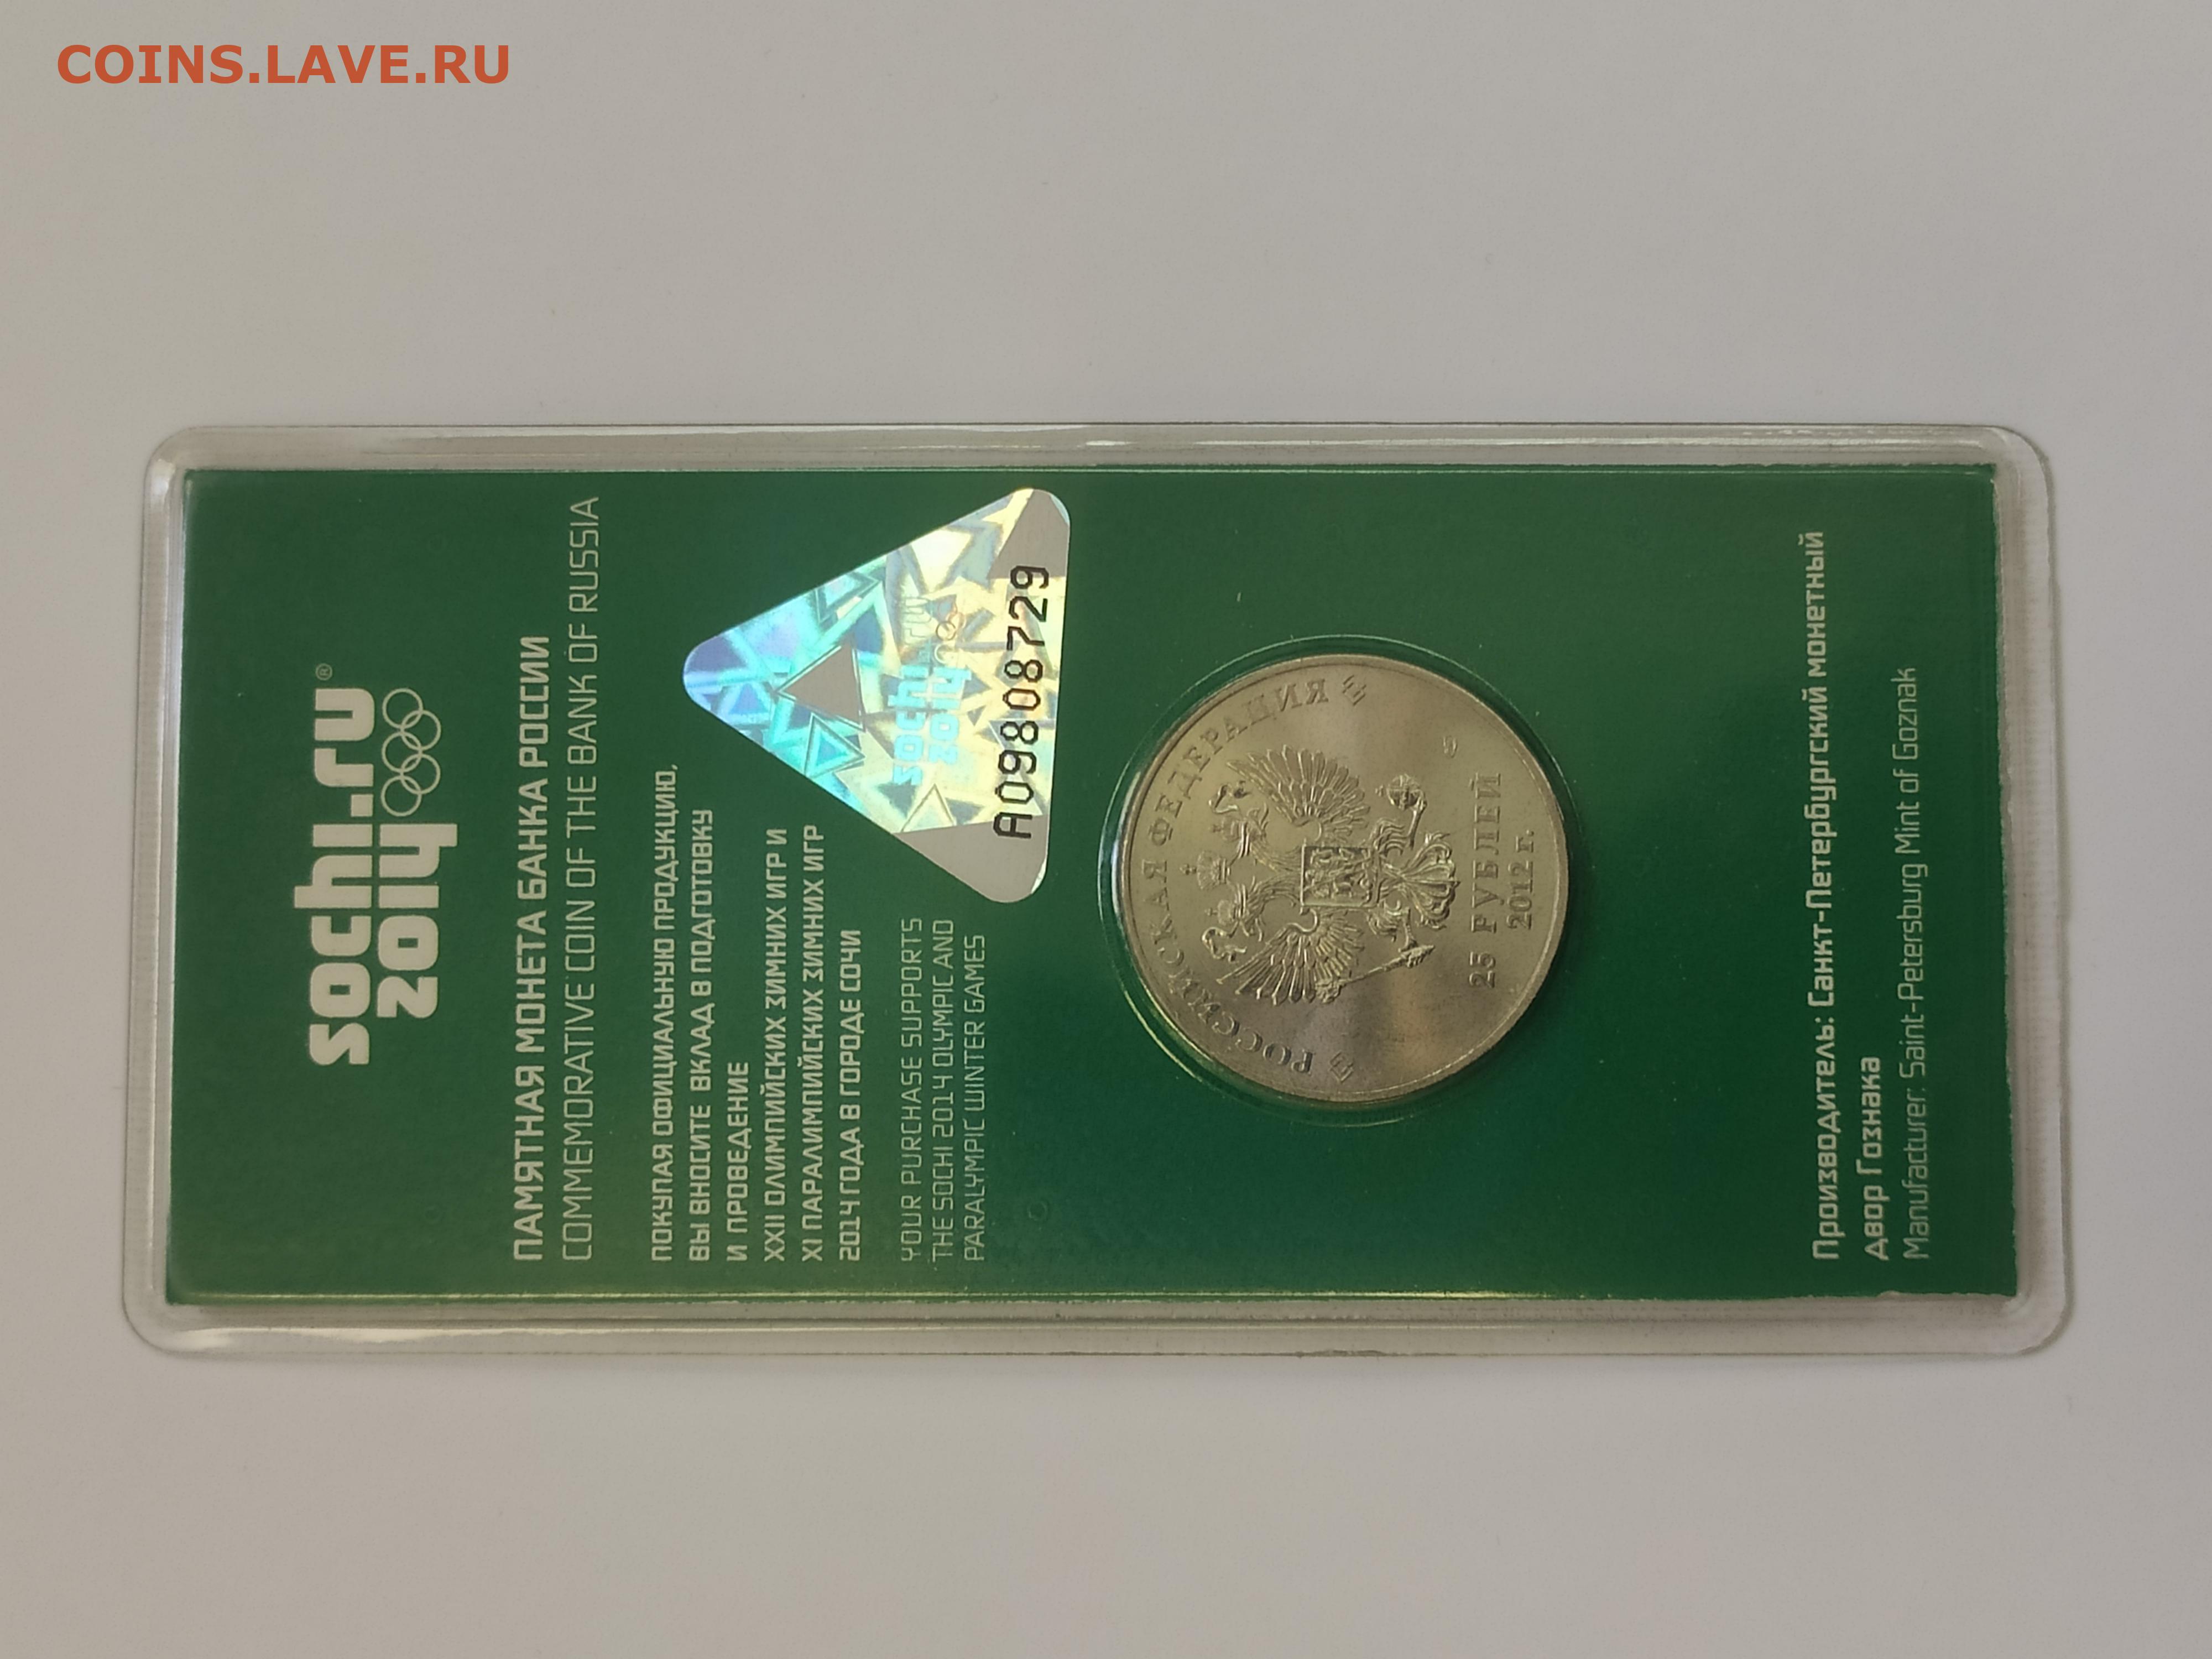 COINS.LAVE.RU
sochi.ru®
2014
ПАМЯТНАЯ МОНЕТА БАНКА РОССИИ
COMMEMORATIVE COIN OF THE BANK OF RUSSIA
ПОКУПАЯ ОФИЦИАЛЬНУЮ ПРОДУКЦИЮ,
ВЫ ВНОСИТЕ ВКЛАД В ПОДГОТОВКУ
И ПРОВЕДЕНИЕ
XXII ОЛИМПИЙСКИХ ЗИМНИХ ИГР И
XI ПАРАЛИМПИЙСКИХ ЗИМНИХ ИГР
2014 ГОДА В ГОРОДЕ СОЧИ
YOUR PURCHASE SUPPORTS
THE SOCHI 2014 OLYMPIC AND
PARALYMPIC WINTER GAMES
sochi.ru
2014
A09808729
РОССИЙСКАЯ ФЕДЕРАЦИЯ
25 РУБЛЕЙ
2012 г.
Производитель: Санкт-Петербургский монетный
двор Гознака
Manufacturer: Saint-Petersburg Mint of Goznak